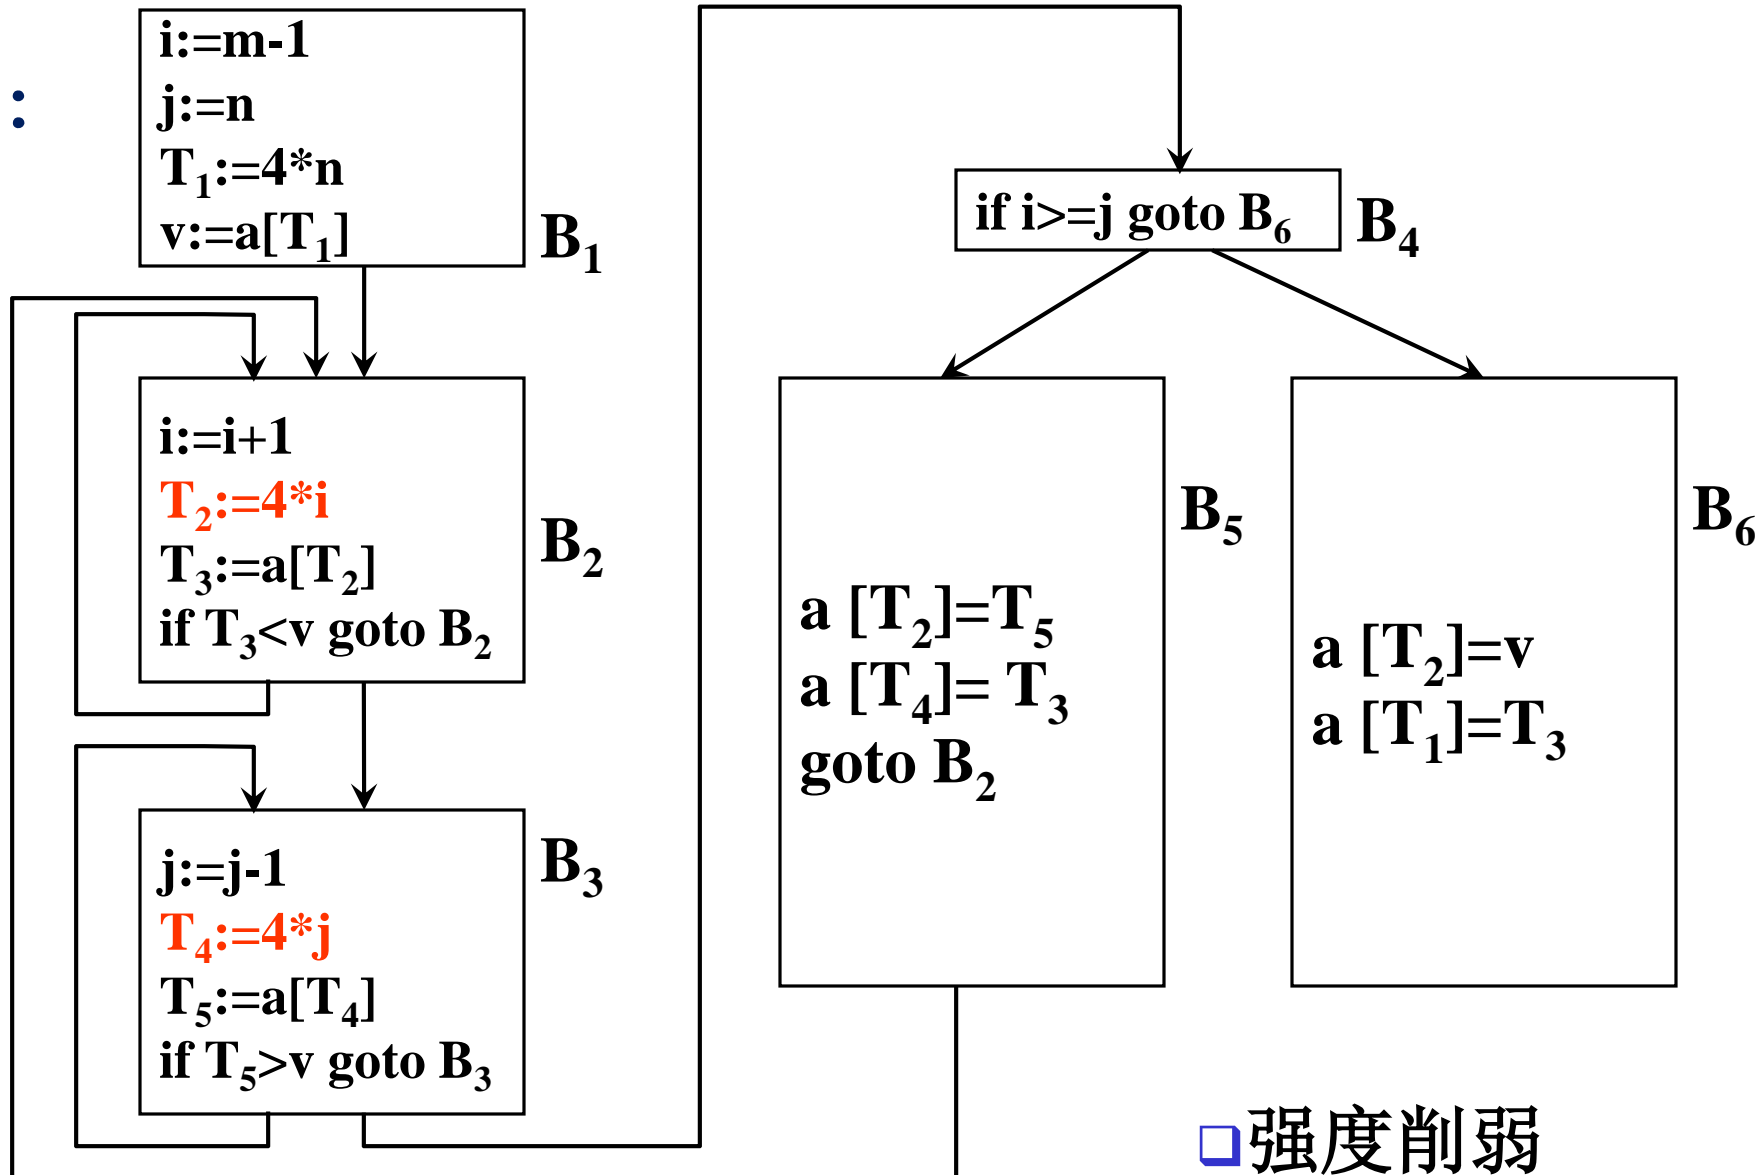 :
i:=m-1
j:=n
T₁:=4*n
v:=a[T₁]
B₁
i:=i+1
T₂:=4*i
T₃:=a[T₂]
if T₃<v goto B₂
B₂
j:=j-1
T₄:=4*j
T₅:=a[T₄]
if T₅>v goto B₃
B₃
if i>=j goto B₆
B₄
a [T₂]=T₅
a [T₄]= T₃
goto B₂
B₅
a [T₂]=v
a [T₁]=T₃
B₆
强度削弱